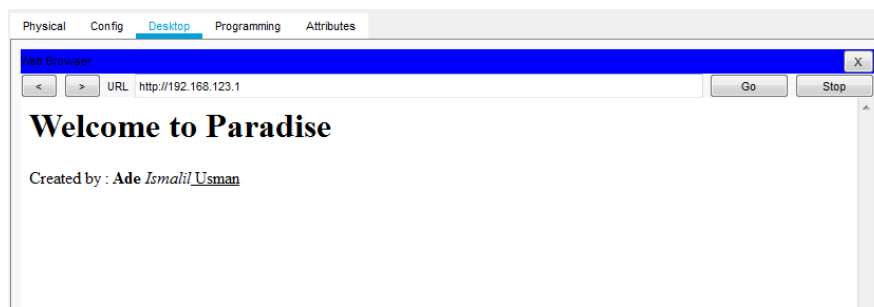 Physical Config Desktop Programming Attributes
Web Browser X
< > URL http://192.168.123.1 Go Stop
Welcome to Paradise
Created by : Ade Ismalil Usman